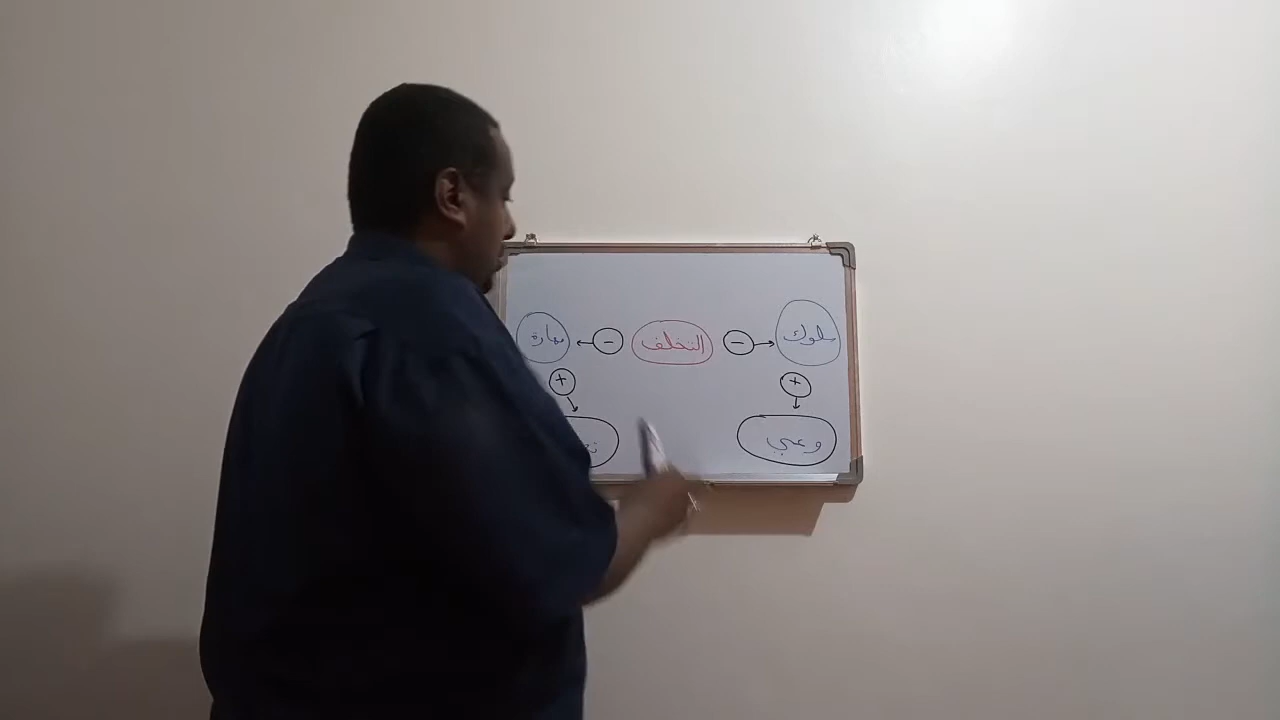 سلوك - التخلف - مهارة
+ +
وعي